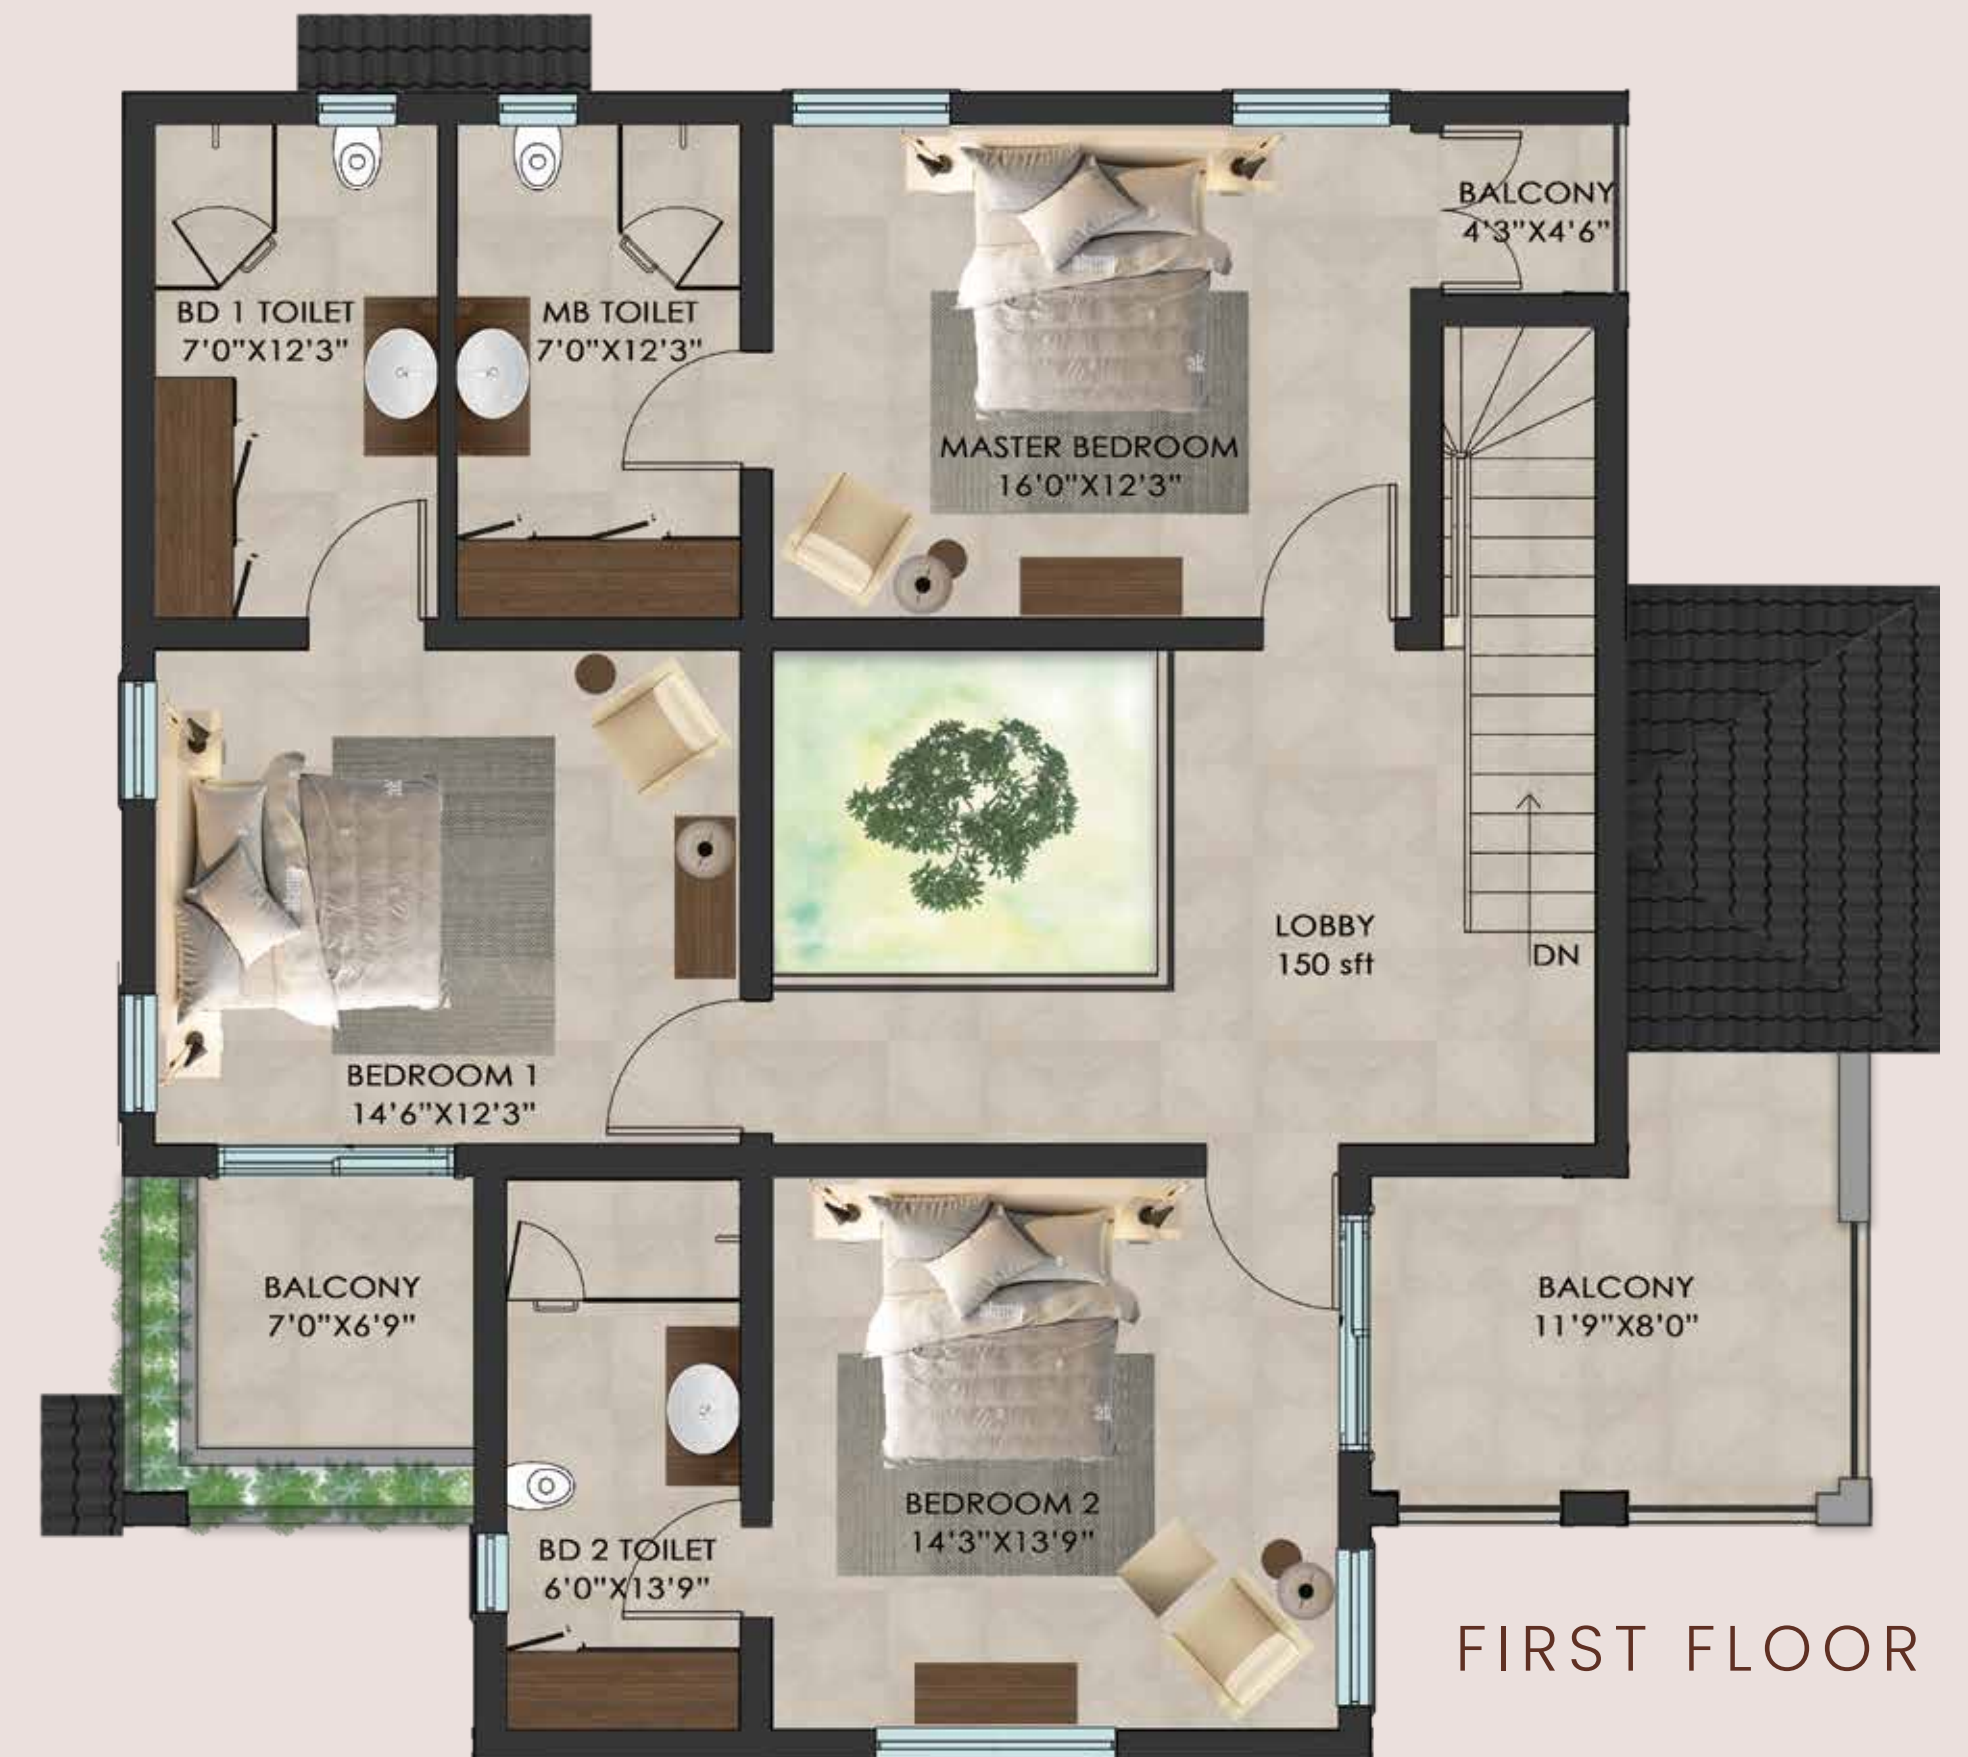 BALCONY
4'3"X4'6"
BD 1 TOILET
7'0"X12'3"
MB TOILET
7'0"X12'3"
MASTER BEDROOM
16'0"X12'3"
LOBBY
150 sft
DN
BEDROOM 1
14'6"X12'3"
BALCONY
7'0"X6'9"
BALCONY
11'9"X8'0"
BEDROOM 2
14'3"X13'9"
BD 2 TOILET
6'0"X13'9"
FIRST FLOOR